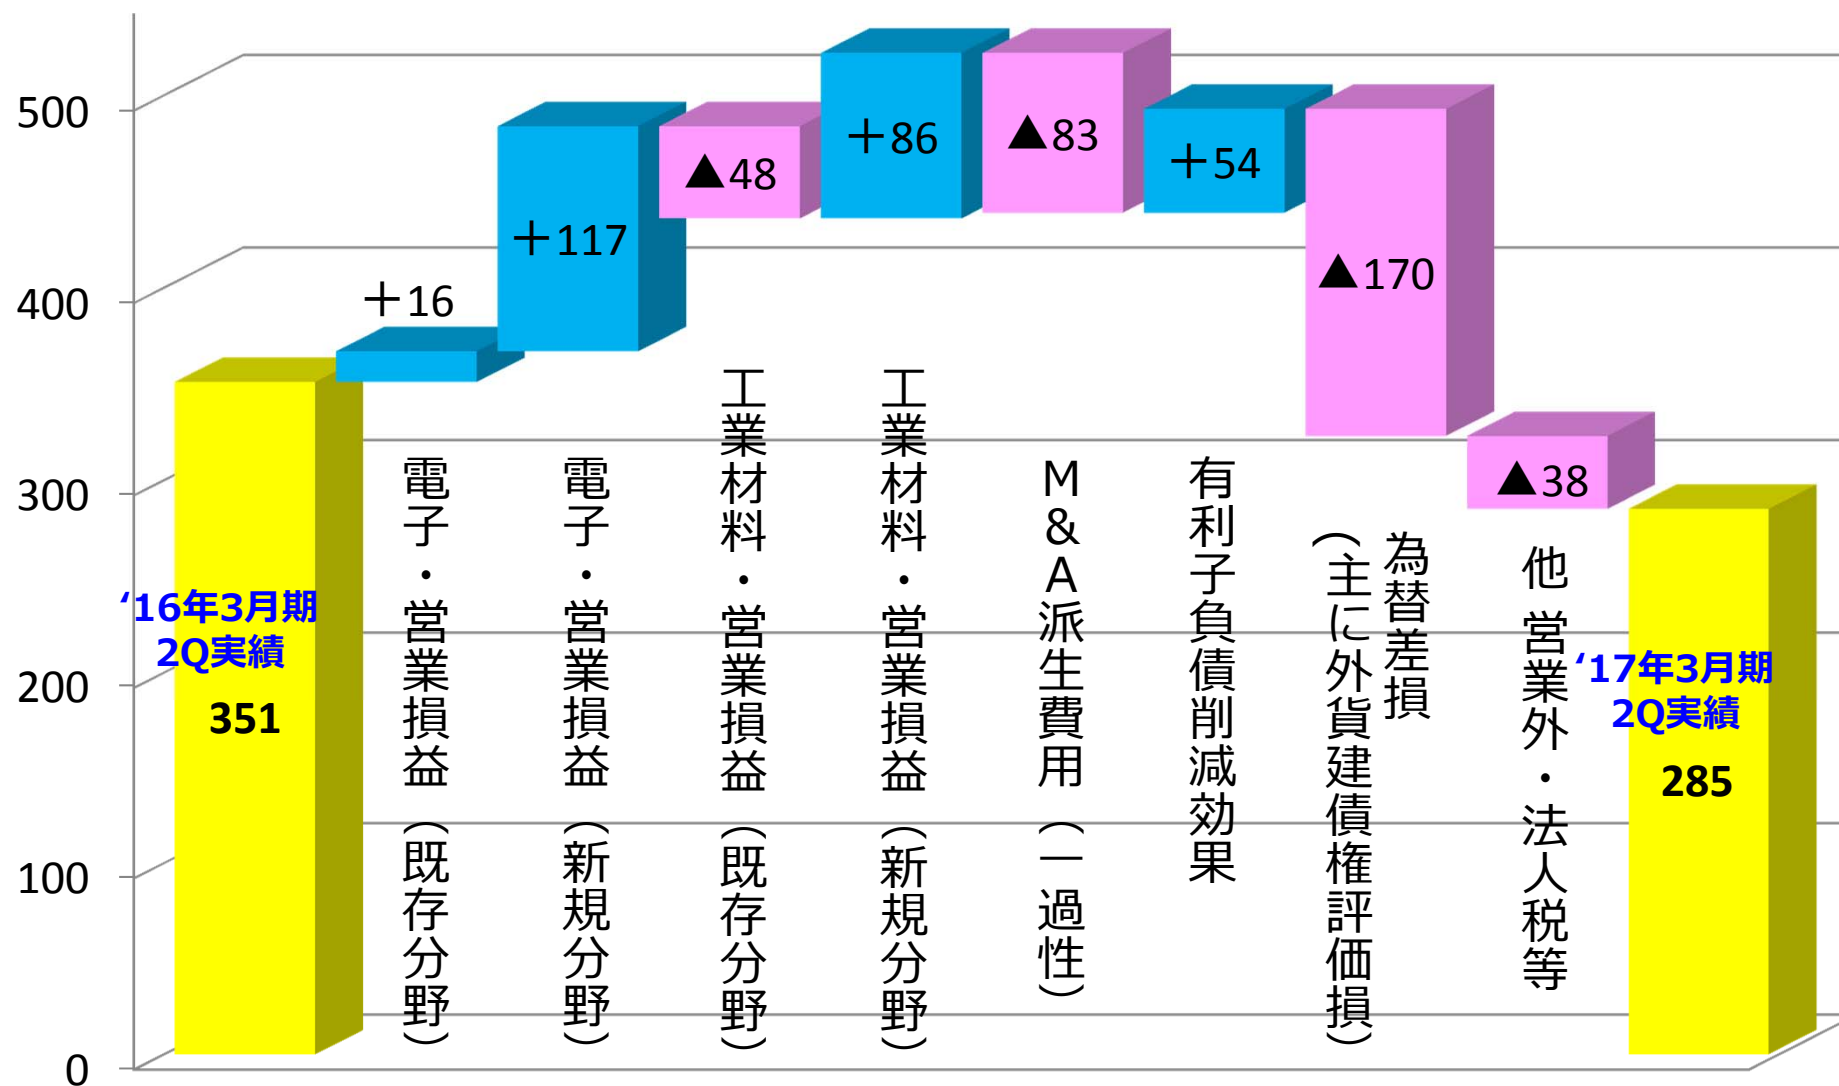 500
400
300
200
100
0
+16
+117
▲48
+86
▲83
+54
▲170
▲38
‘16年3月期
2Q実績
351
電子・営業損益（既存分野）
電子・営業損益（新規分野）
工業材料・営業損益（既存分野）
工業材料・営業損益（新規分野）
M&A派生費用（一過性）
有利子負債削減効果
為替差損
（主に外貨建債権評価損）
他 営業外・法人税等
‘17年3月期
2Q実績
285